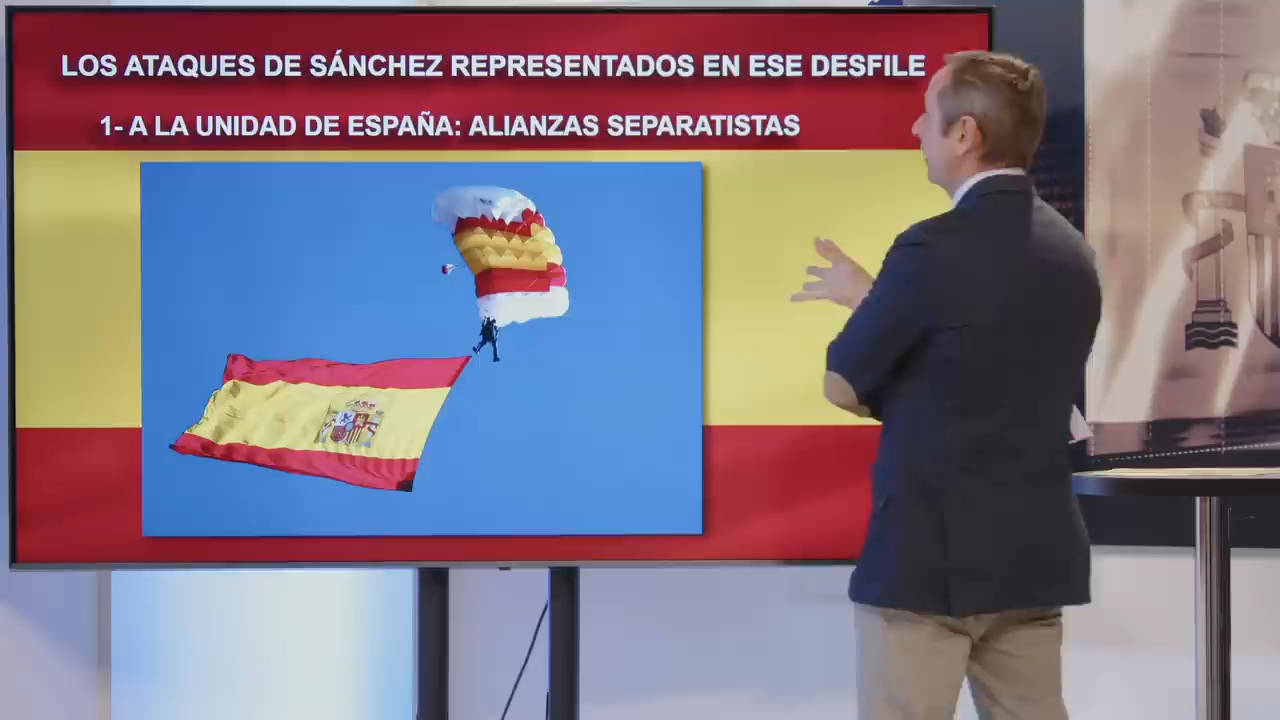 LOS ATAQUES DE SÁNCHEZ REPRESENTADOS EN ESE DESFILE
1- A LA UNIDAD DE ESPAÑA: ALIANZAS SEPARATISTAS